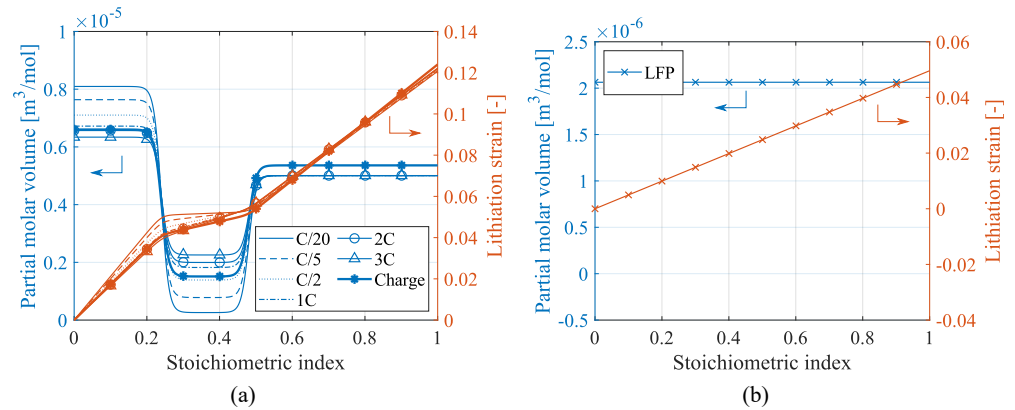 ×10⁻⁵
Partial molar volume [m³/mol]
1
0.8
0.6
0.4
0.2
0
0.14
0.12
0.10
0.08
0.06
0.04
0.02
0
Lithiation strain [-]
C/20
C/5
C/2
1C
2C
3C
Charge
0 0.2 0.4 0.6 0.8 1
Stoichiometric index
(a)
×10⁻⁶
Partial molar volume [m³/mol]
2.5
2
1.5
1
0.5
0
-0.5
LFP
0.06
0.04
0.02
0
-0.02
-0.04
Lithiation strain [-]
0 0.2 0.4 0.6 0.8 1
Stoichiometric index
(b)